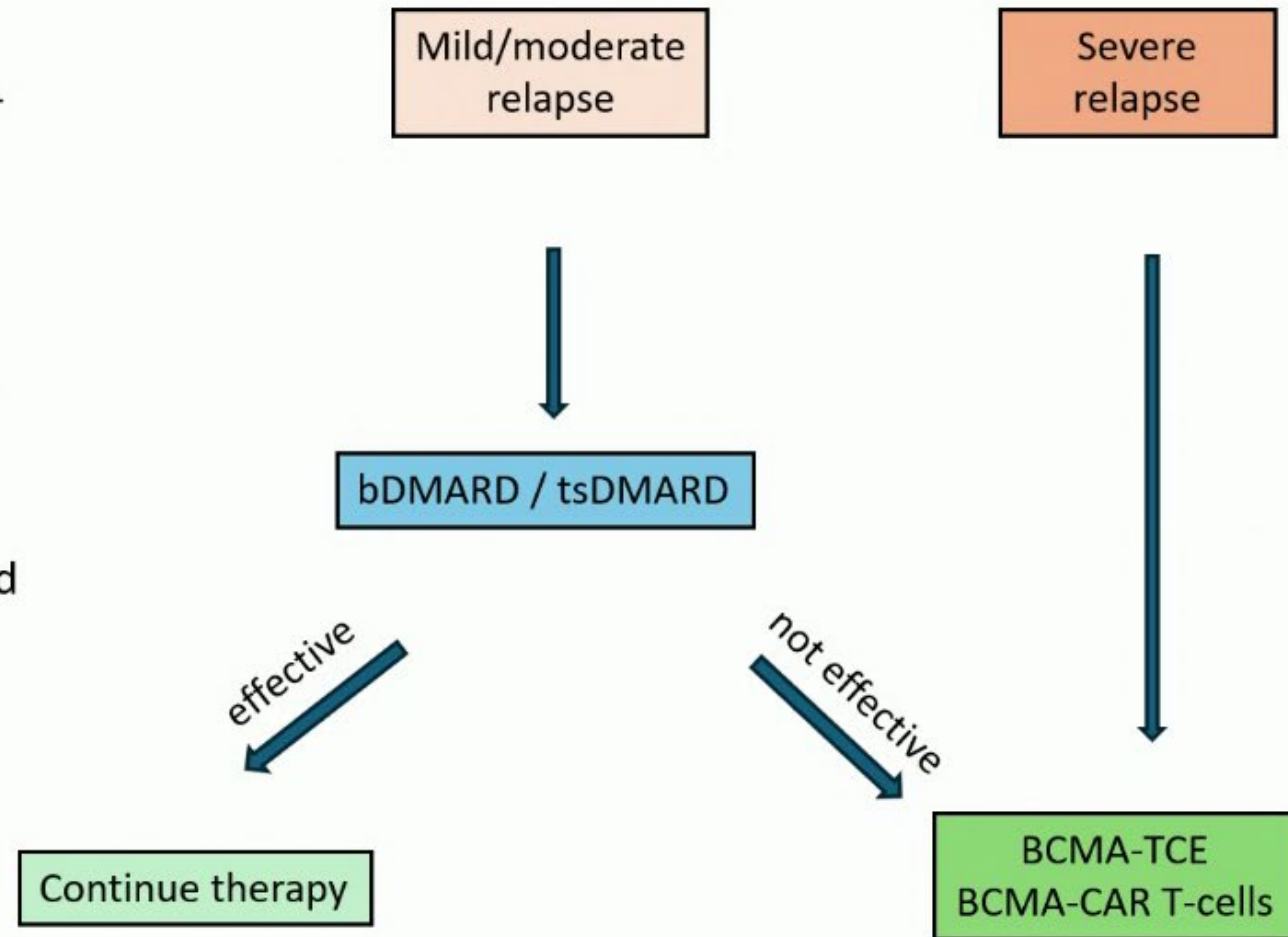 Mild/moderate
relapse
Severe
relapse
bDMARD / tsDMARD
effective
not effective
Continue therapy
BCMA-TCE
BCMA-CAR T-cells